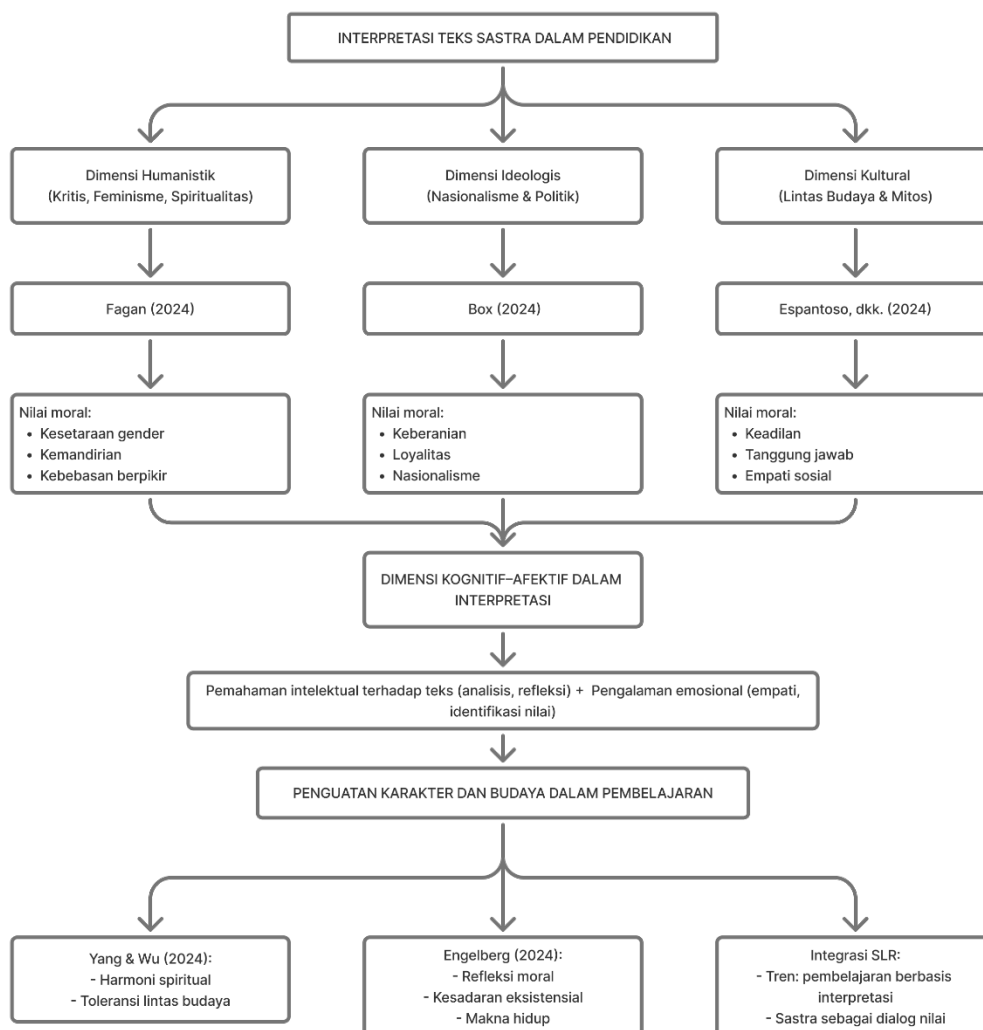 INTERPRETASI TEKS SASTRA DALAM PENDIDIKAN
Dimensi Humanistik
(Kritis, Feminisme, Spiritualitas)
Dimensi Ideologis
(Nasionalisme & Politik)
Dimensi Kultural
(Lintas Budaya & Mitos)
Fagan (2024)
Box (2024)
Espantoso, dkk. (2024)
Nilai moral:
• Kesetaraan gender
• Kemandirian
• Kebebasan berpikir
Nilai moral:
• Keberanian
• Loyalitas
• Nasionalisme
Nilai moral:
• Keadilan
• Tanggung jawab
• Empati sosial
DIMENSI KOGNITIF–AFEKTIF DALAM
INTERPRETASI
Pemahaman intelektual terhadap teks (analisis, refleksi) + Pengalaman emosional (empati,
identifikasi nilai)
PENGUATAN KARAKTER DAN BUDAYA DALAM PEMBELAJARAN
Yang & Wu (2024):
- Harmoni spiritual
- Toleransi lintas budaya
Engelberg (2024):
- Refleksi moral
- Kesadaran eksistensial
- Makna hidup
Integrasi SLR:
- Tren: pembelajaran berbasis
interpretasi
- Sastra sebagai dialog nilai